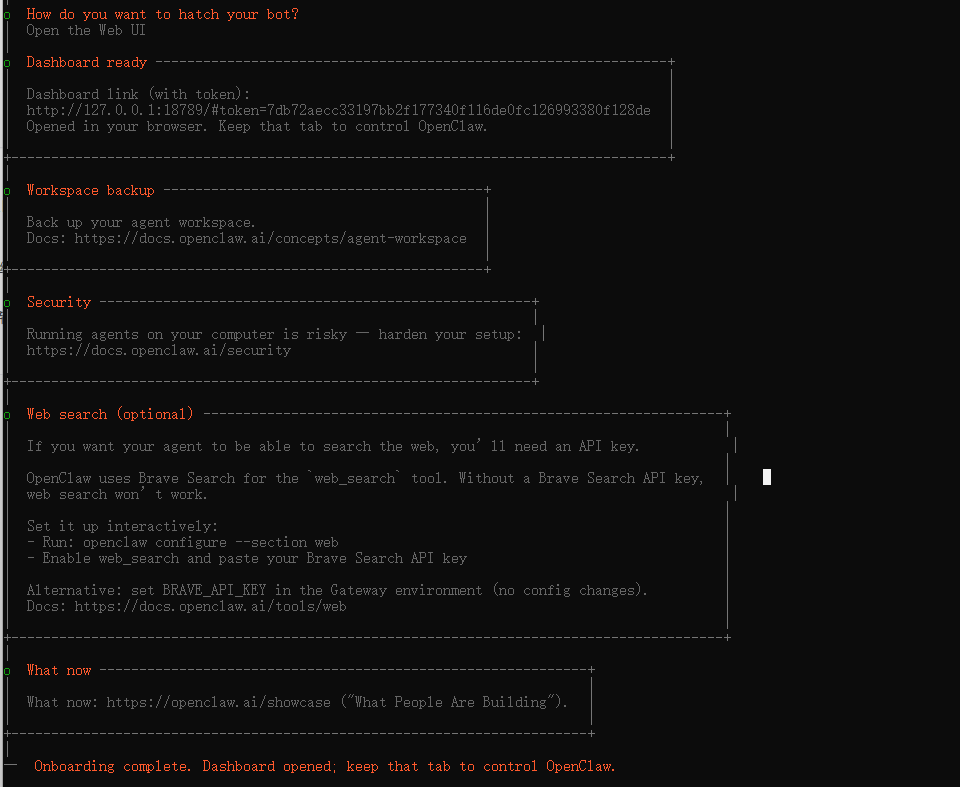 How do you want to hatch your bot?
Open the Web UI
Dashboard ready
Dashboard link (with token):
http://127.0.0.1:18789/#token=7db72aecc33197bb2f177340f116de0fc126993380f128de
Opened in your browser. Keep that tab to control OpenClaw.
Workspace backup
Back up your agent workspace.
Docs: https://docs.openclaw.ai/concepts/agent-workspace
Security
Running agents on your computer is risky — harden your setup:
https://docs.openclaw.ai/security
Web search (optional)
If you want your agent to be able to search the web, you’ll need an API key.
OpenClaw uses Brave Search for the `web_search` tool. Without a Brave Search API key,
web search won’t work.
Set it up interactively:
- Run: openclaw configure --section web
- Enable web_search and paste your Brave Search API key
Alternative: set BRAVE_API_KEY in the Gateway environment (no config changes).
Docs: https://docs.openclaw.ai/tools/web
What now
What now: https://openclaw.ai/showcase ("What People Are Building").
Onboarding complete. Dashboard opened; keep that tab to control OpenClaw.